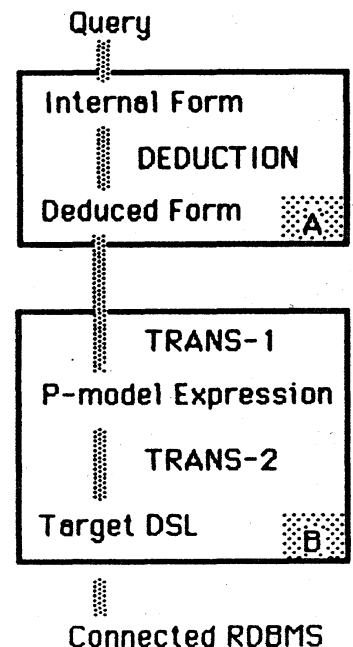 Query
Internal Form
DEDUCTION
Deduced Form
A
TRANS-1
P-model Expression
TRANS-2
Target DSL
B
Connected RDBMS